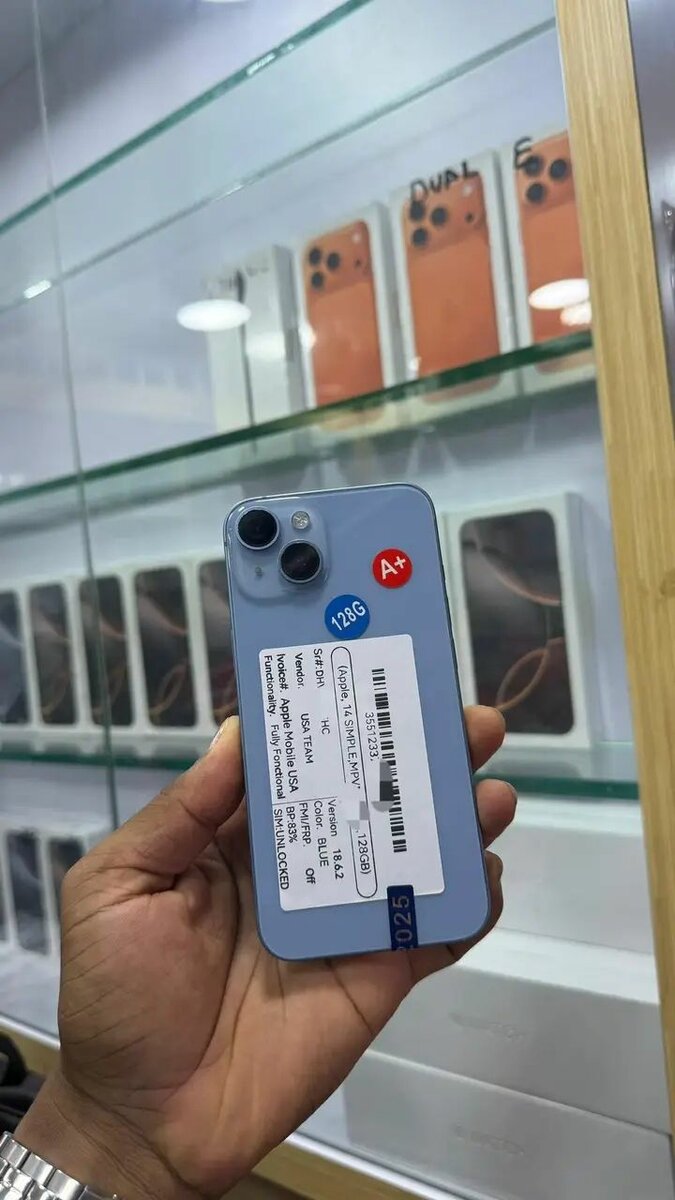 DUAL
E
A+
128G
3551233.
(Apple, 14 SIMPLE,MPV
,128GB)
Sr#:DH\ HC
Version 18.6.2
Vendor. USA TEAM
Color. BLUE
Ivoice#. Apple Mobile USA
FMI/FRP. Off
Functionality. Fully Fonctional
BP:83%
SIM:UNLOCKED
2025